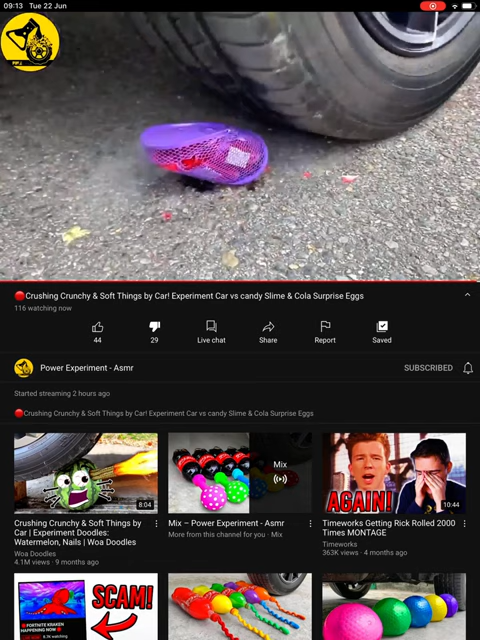 09:13 Tue 22 Jun
🔴Crushing Crunchy & Soft Things by Car! Experiment Car vs candy Slime & Cola Surprise Eggs
116 watching now
44
29
Live chat
Share
Report
Saved
Power Experiment - Asmr
SUBSCRIBED
Started streaming 2 hours ago
🔴Crushing Crunchy & Soft Things by Car! Experiment Car vs candy Slime & Cola Surprise Eggs
8:04
Mix
AGAIN!
10:44
Crushing Crunchy & Soft Things by
Car | Experiment Doodles:
Watermelon, Nails | Woa Doodles
Woa Doodles
4.1M views · 9 months ago
Mix – Power Experiment - Asmr
More from this channel for you · Mix
Timeworks Getting Rick Rolled 2000
Times MONTAGE
Timeworks
363K views · 4 months ago
SCAM!
FORTNITE KRAKEN
HAPPENING NOW